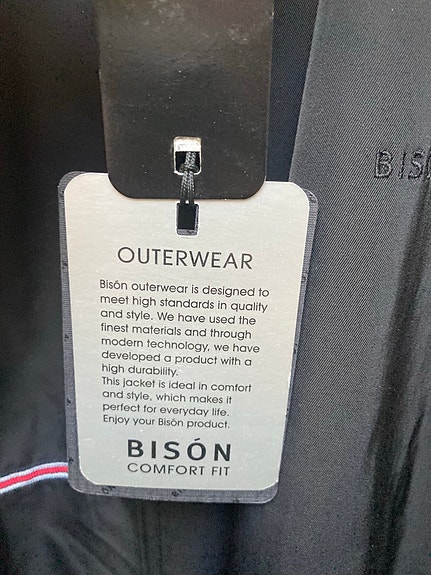 OUTERWEAR
Bisón outerwear is designed to
meet high standards in quality
and style. We have used the
finest materials and through
modern technology, we have
developed a product with a
high durability.
This jacket is ideal in comfort
and style, which makes it
perfect for everyday life.
Enjoy your Bisón product.
BISÓN
COMFORT FIT